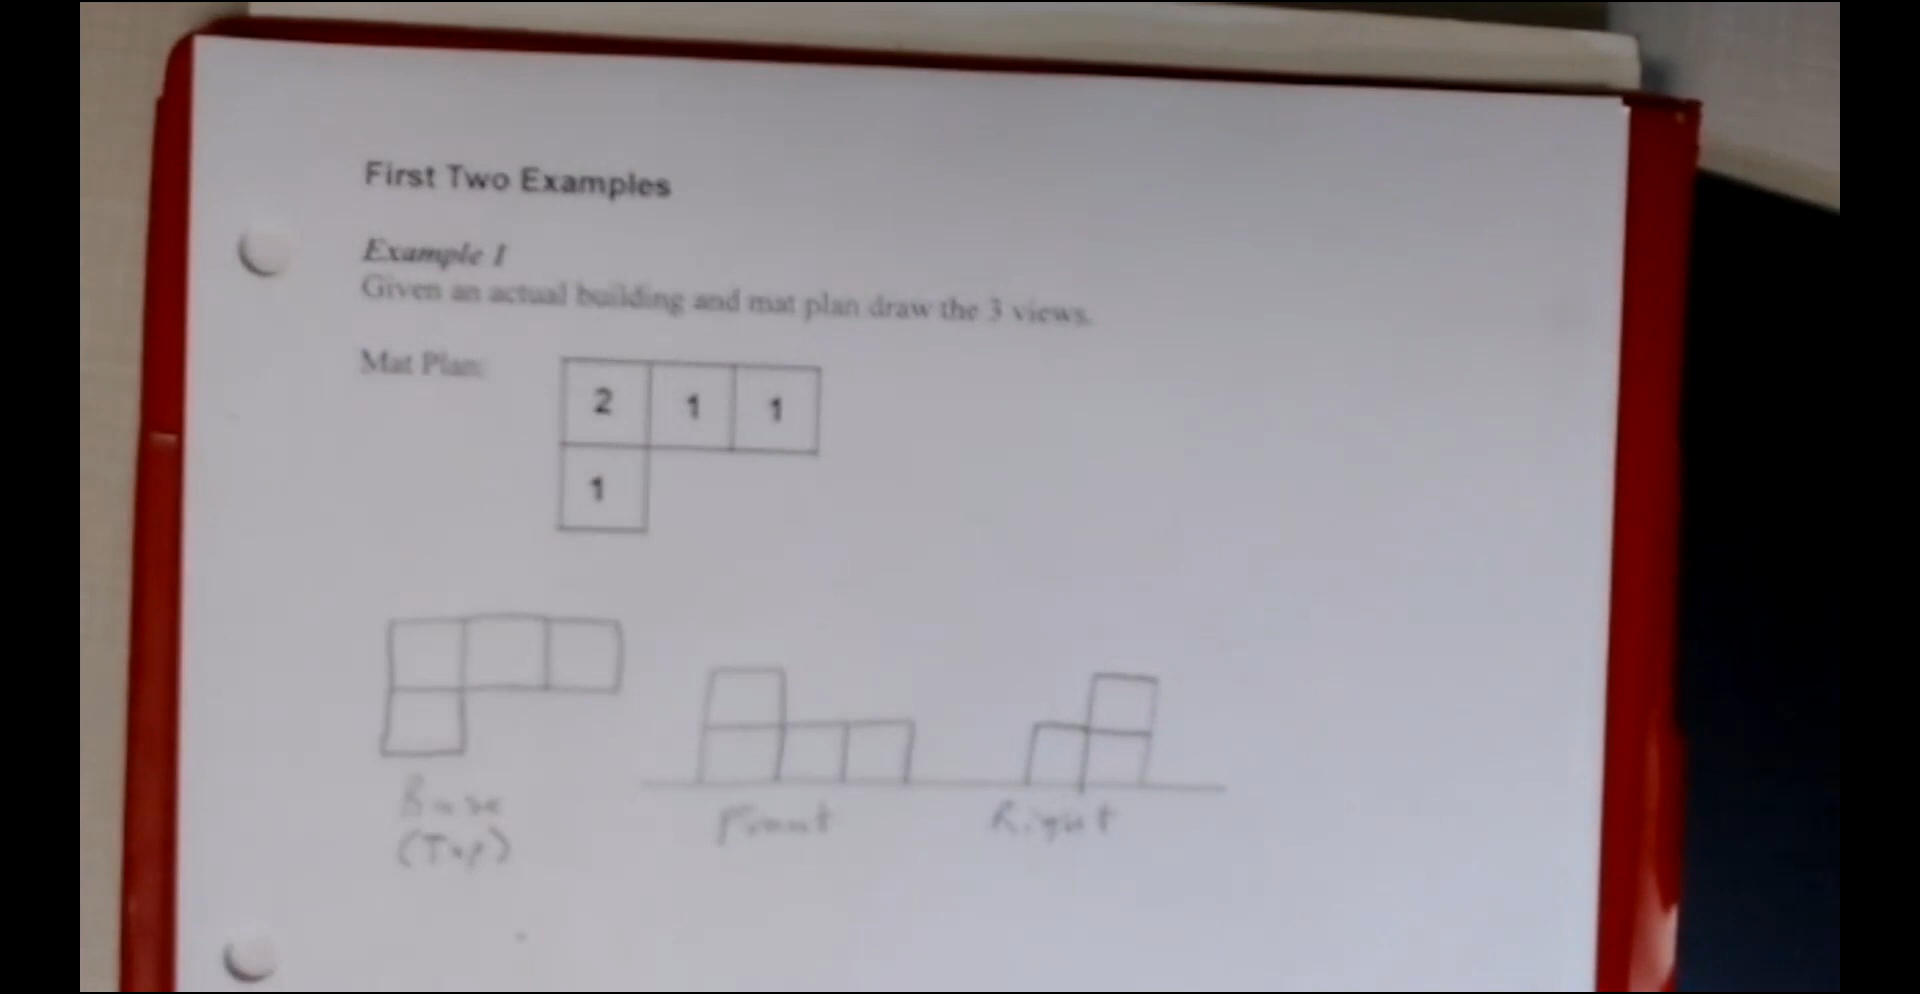 First Two Examples
Example 1
Given an actual building and mat plan draw the 3 views.
Mat Plan:
2 1 1
1
Base
(Top)
Front
Right